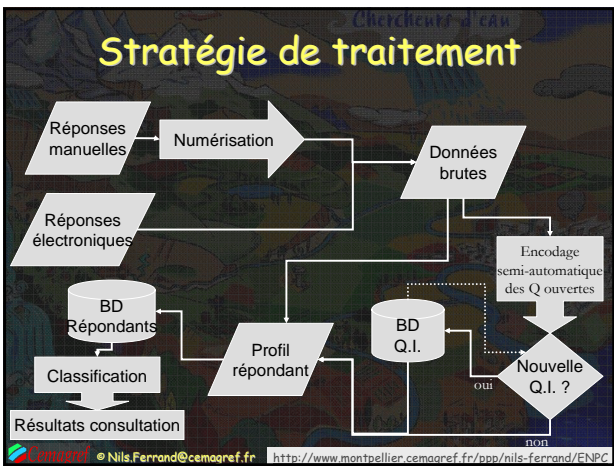 Chercheurs d'eau
Stratégie de traitement
Réponses
manuelles
Numérisation
Données
brutes
Réponses
électroniques
Encodage
semi-automatique
des Q ouvertes
BD
Répondants
BD
Q.I.
Profil
répondant
Nouvelle
Q.I. ?
Classification
oui
Résultats consultation
non
Cemagref © Nils.Ferrand@cemagref.fr http://www.montpellier.cemagref.fr/ppp/nils-ferrand/ENPC